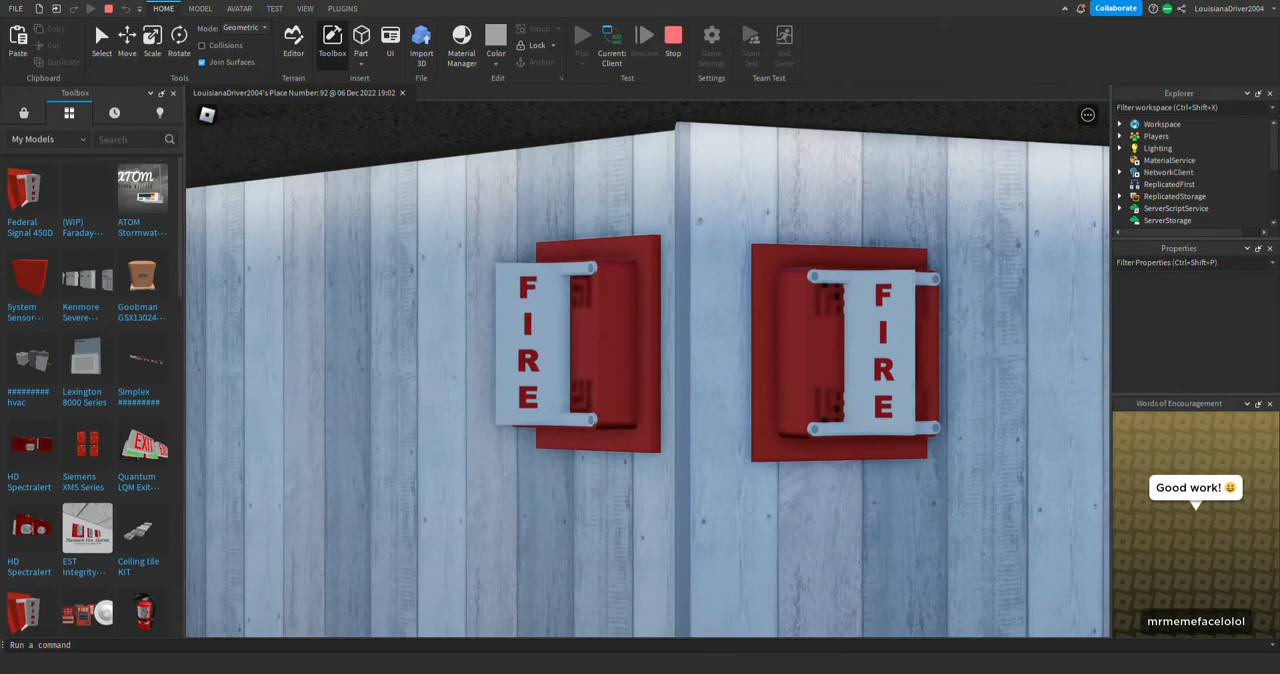 FILE
HOME
MODEL
AVATAR
TEST
VIEW
PLUGINS
Collaborate
LouisianaDriver2004
Paste
Copy
Cut
Duplicate
Clipboard
Select
Move
Scale
Rotate
Mode: Geometric
Collisions
Join Surfaces
Tools
Editor
Terrain
Toolbox
Part
UI
Insert
Import
3D
File
Material
Manager
Color
Group
Lock
Anchor
Edit
Play
Current:
Client
Resume
Stop
Test
Game
Settings
Settings
Team
Test
Exit
Game
Team Test
Toolbox
My Models
Search
Federal
Signal 450D
(WIP)
Faraday···
ATOM
ATOM
Stormwat···
System
Sensor···
Kenmore
Severe···
Goobman
GSX13024···
#########
hvac
Lexington
8000 Series
Simplex
#########
HD
Spectralert
Siemens
XMS Series
EXIT
Quantum
LQM Exit···
HD
Spectralert
EST
Integrity···
Ceiling tile
KIT
LouisianaDriver2004's Place Number: 92 @ 06 Dec 2022 19:02
FIRE
FIRE
Explorer
Filter workspace (Ctrl+Shift+X)
Workspace
Players
Lighting
MaterialService
NetworkClient
ReplicatedFirst
ReplicatedStorage
ServerScriptService
ServerStorage
Properties
Filter Properties (Ctrl+Shift+P)
Words of Encouragement
Good work! 😀
mrmemefacelolol
Run a command